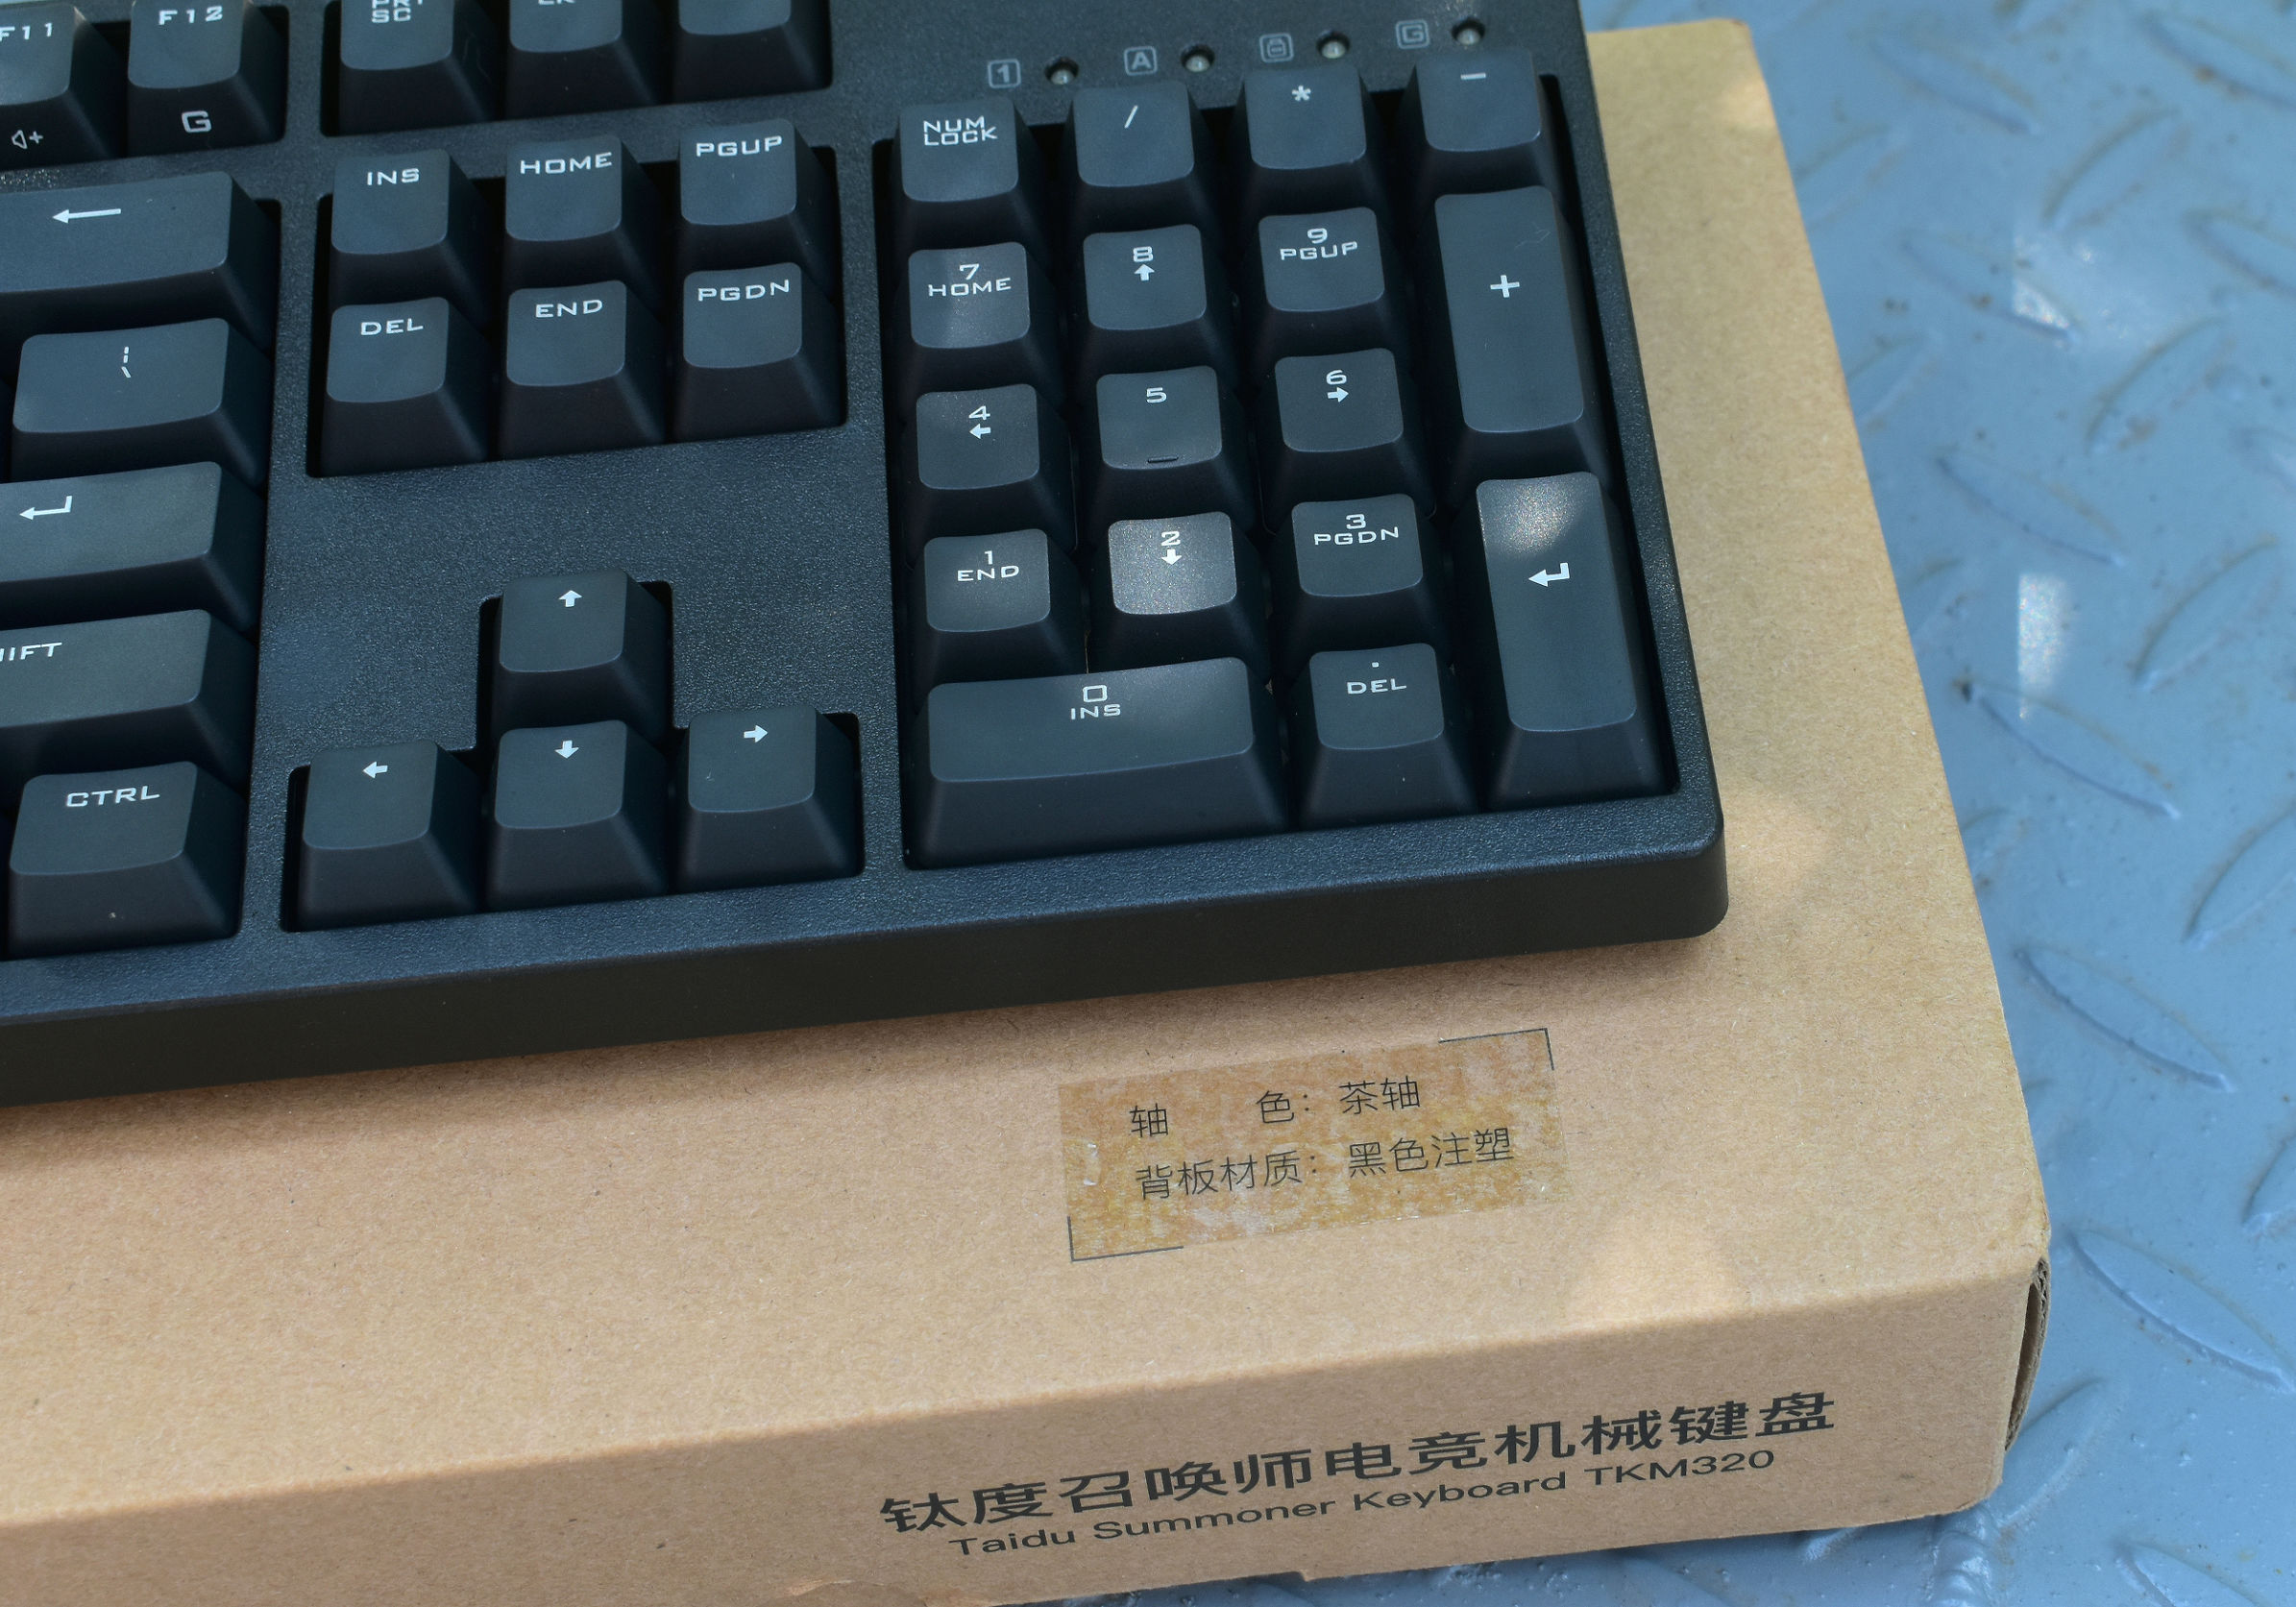 F11
F12
G
SC
1
A
G
NUM
LOCK
/
*
-
INS
HOME
PGUP
7
HOME
8
9
PGUP
+
DEL
END
PGDN
4
5
6
1
END
2
3
PGDN
0
INS
.
DEL
CTRL
轴 色：茶轴
背板材质：黑色注塑
钛度召唤师电竞机械键盘
Taidu Summoner Keyboard TKM320